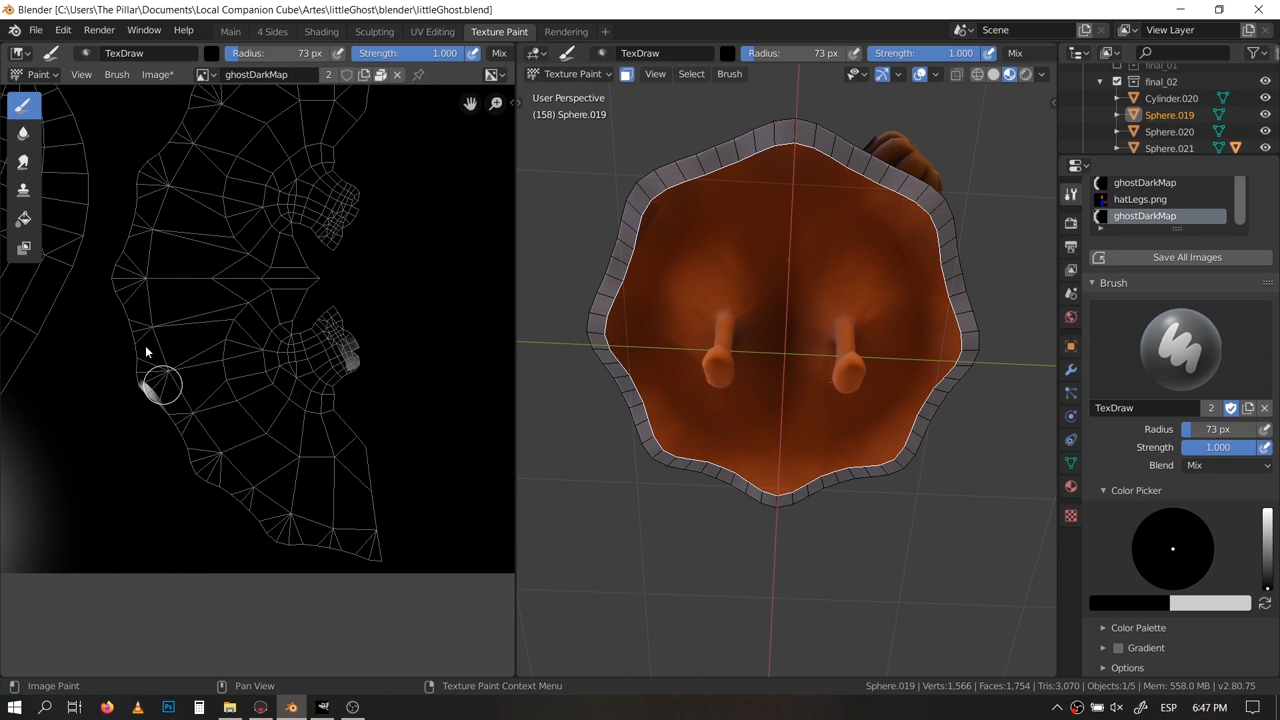 Blender [C:\Users\The Pillar\Documents\Local Companion Cube\Artes\littleGhost\blender\littleGhost.blend]
File Edit Render Window Help Main 4 Sides Shading Sculpting UV Editing Texture Paint Scene View Layer
TexDraw Radius: 73 px Strength: 1.000 Mix TexDraw Radius: 73 px Strength: 1.000 Mix
Paint View Brush Image* ghostDarkMap 2 Texture Paint View Select Brush
final_01
final_02
Cylinder.020
Sphere.019
Sphere.020
Sphere.021
User Perspective
(158) Sphere.019
ghostDarkMap
hatLegs.png
ghostDarkMap
Save All Images
Brush
TexDraw 2
Radius 73 px
Strength 1.000
Blend Mix
Color Picker
Color Palette
Gradient
Options
Image Paint Pan View Texture Paint Context Menu Sphere.019 | Verts:1,566 | Faces:1,754 | Tris:3,070 | Objects:1/5 | Mem: 558.0 MB | v2.80.75
ESP 6:47 PM